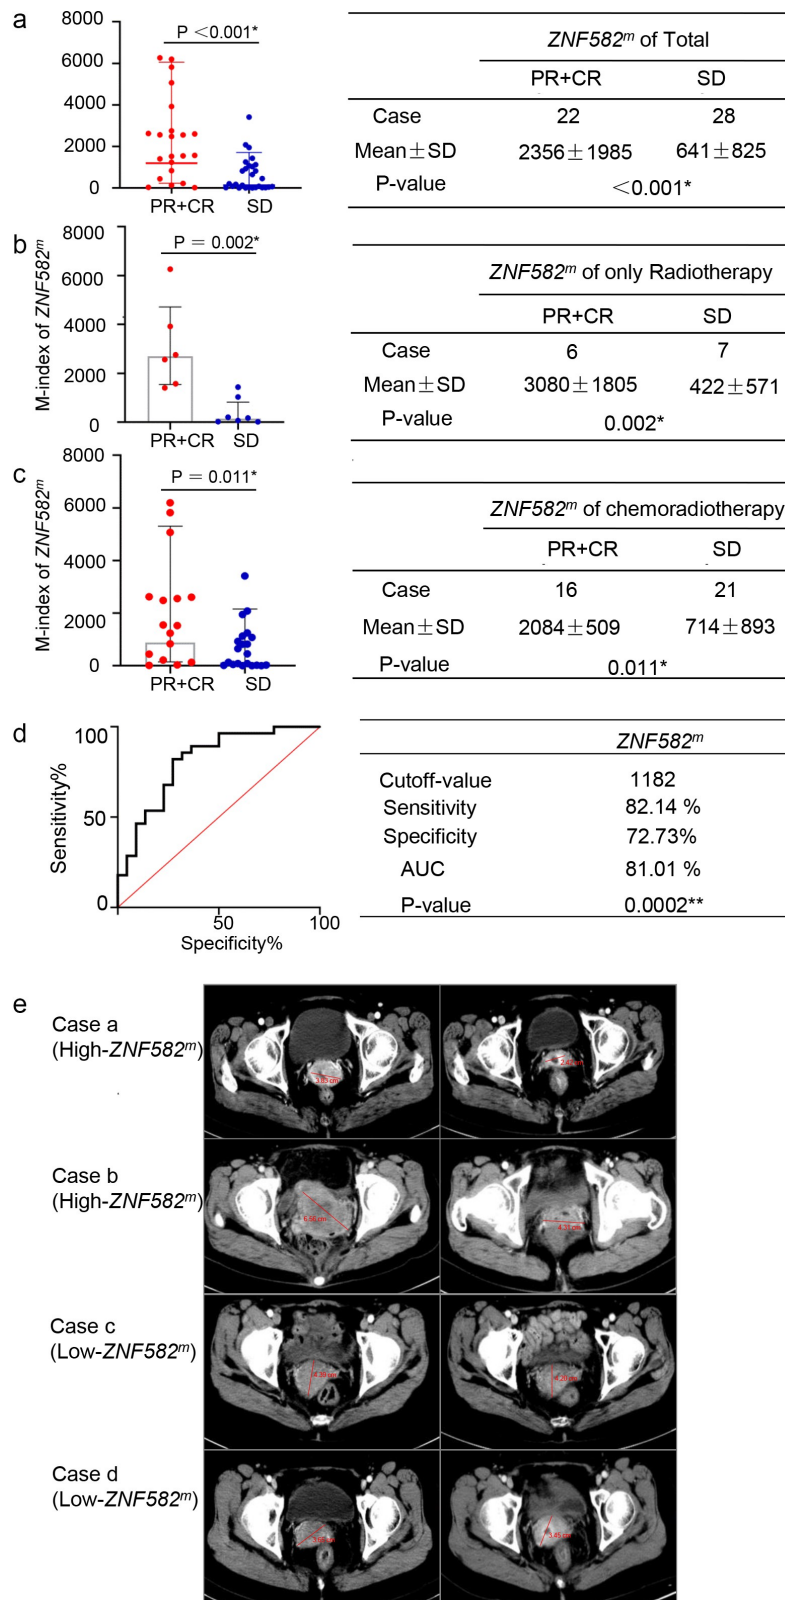 a
8000
6000
4000
2000
0
P <0.001*
PR+CR SD
ZNF582ᵐ of Total
PR+CR SD
Case 22 28
Mean±SD 2356±1985 641±825
P-value <0.001*
b
M-index of ZNF582ᵐ
8000
6000
4000
2000
0
P = 0.002*
PR+CR SD
ZNF582ᵐ of only Radiotherapy
PR+CR SD
Case 6 7
Mean±SD 3080±1805 422±571
P-value 0.002*
c
M-index of ZNF582ᵐ
8000
6000
4000
2000
0
P = 0.011*
PR+CR SD
ZNF582ᵐ of chemoradiotherapy
PR+CR SD
Case 16 21
Mean±SD 2084±509 714±893
P-value 0.011*
d
Sensitivity%
100
50
0
50 100
Specificity%
ZNF582ᵐ
Cutoff-value 1182
Sensitivity 82.14 %
Specificity 72.73%
AUC 81.01 %
P-value 0.0002**
e
Case a
(High-ZNF582ᵐ)
Case b
(High-ZNF582ᵐ)
Case c
(Low-ZNF582ᵐ)
Case d
(Low-ZNF582ᵐ)